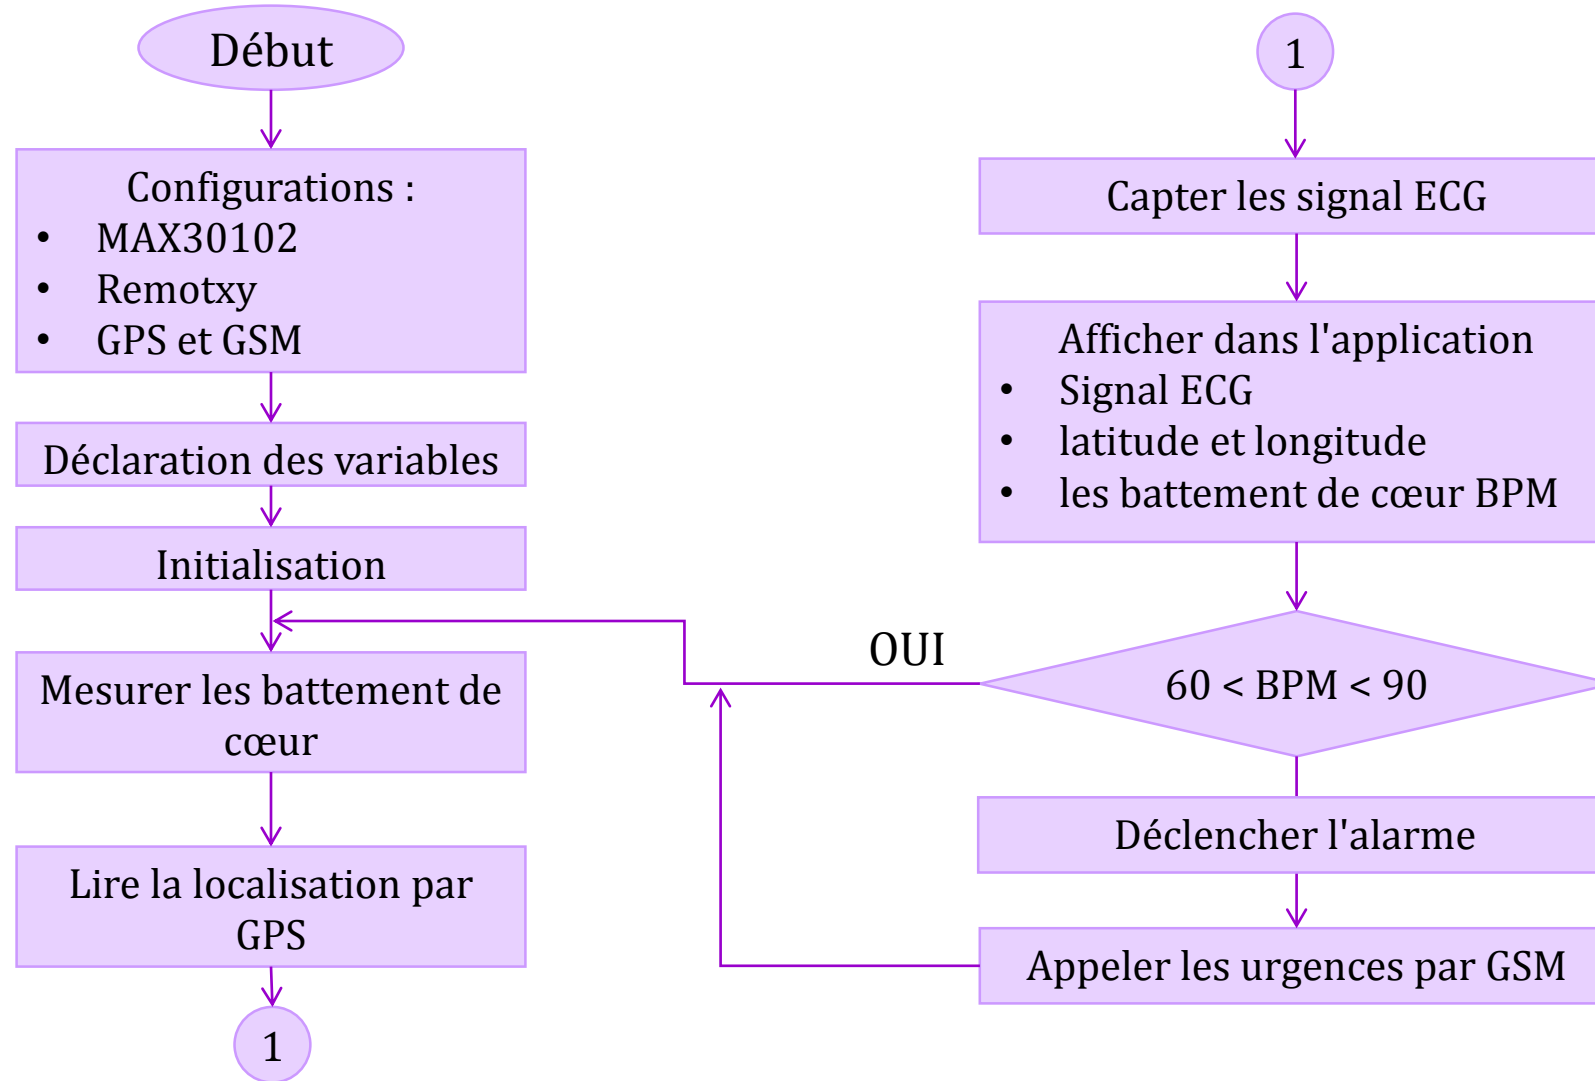 Début
Configurations :
• MAX30102
• Remotxy
• GPS et GSM
Déclaration des variables
Initialisation
Mesurer les battement de
cœur
Lire la localisation par
GPS
1
1
Capter les signal ECG
Afficher dans l'application
• Signal ECG
• latitude et longitude
• les battement de cœur BPM
OUI
60 < BPM < 90
Déclencher l'alarme
Appeler les urgences par GSM